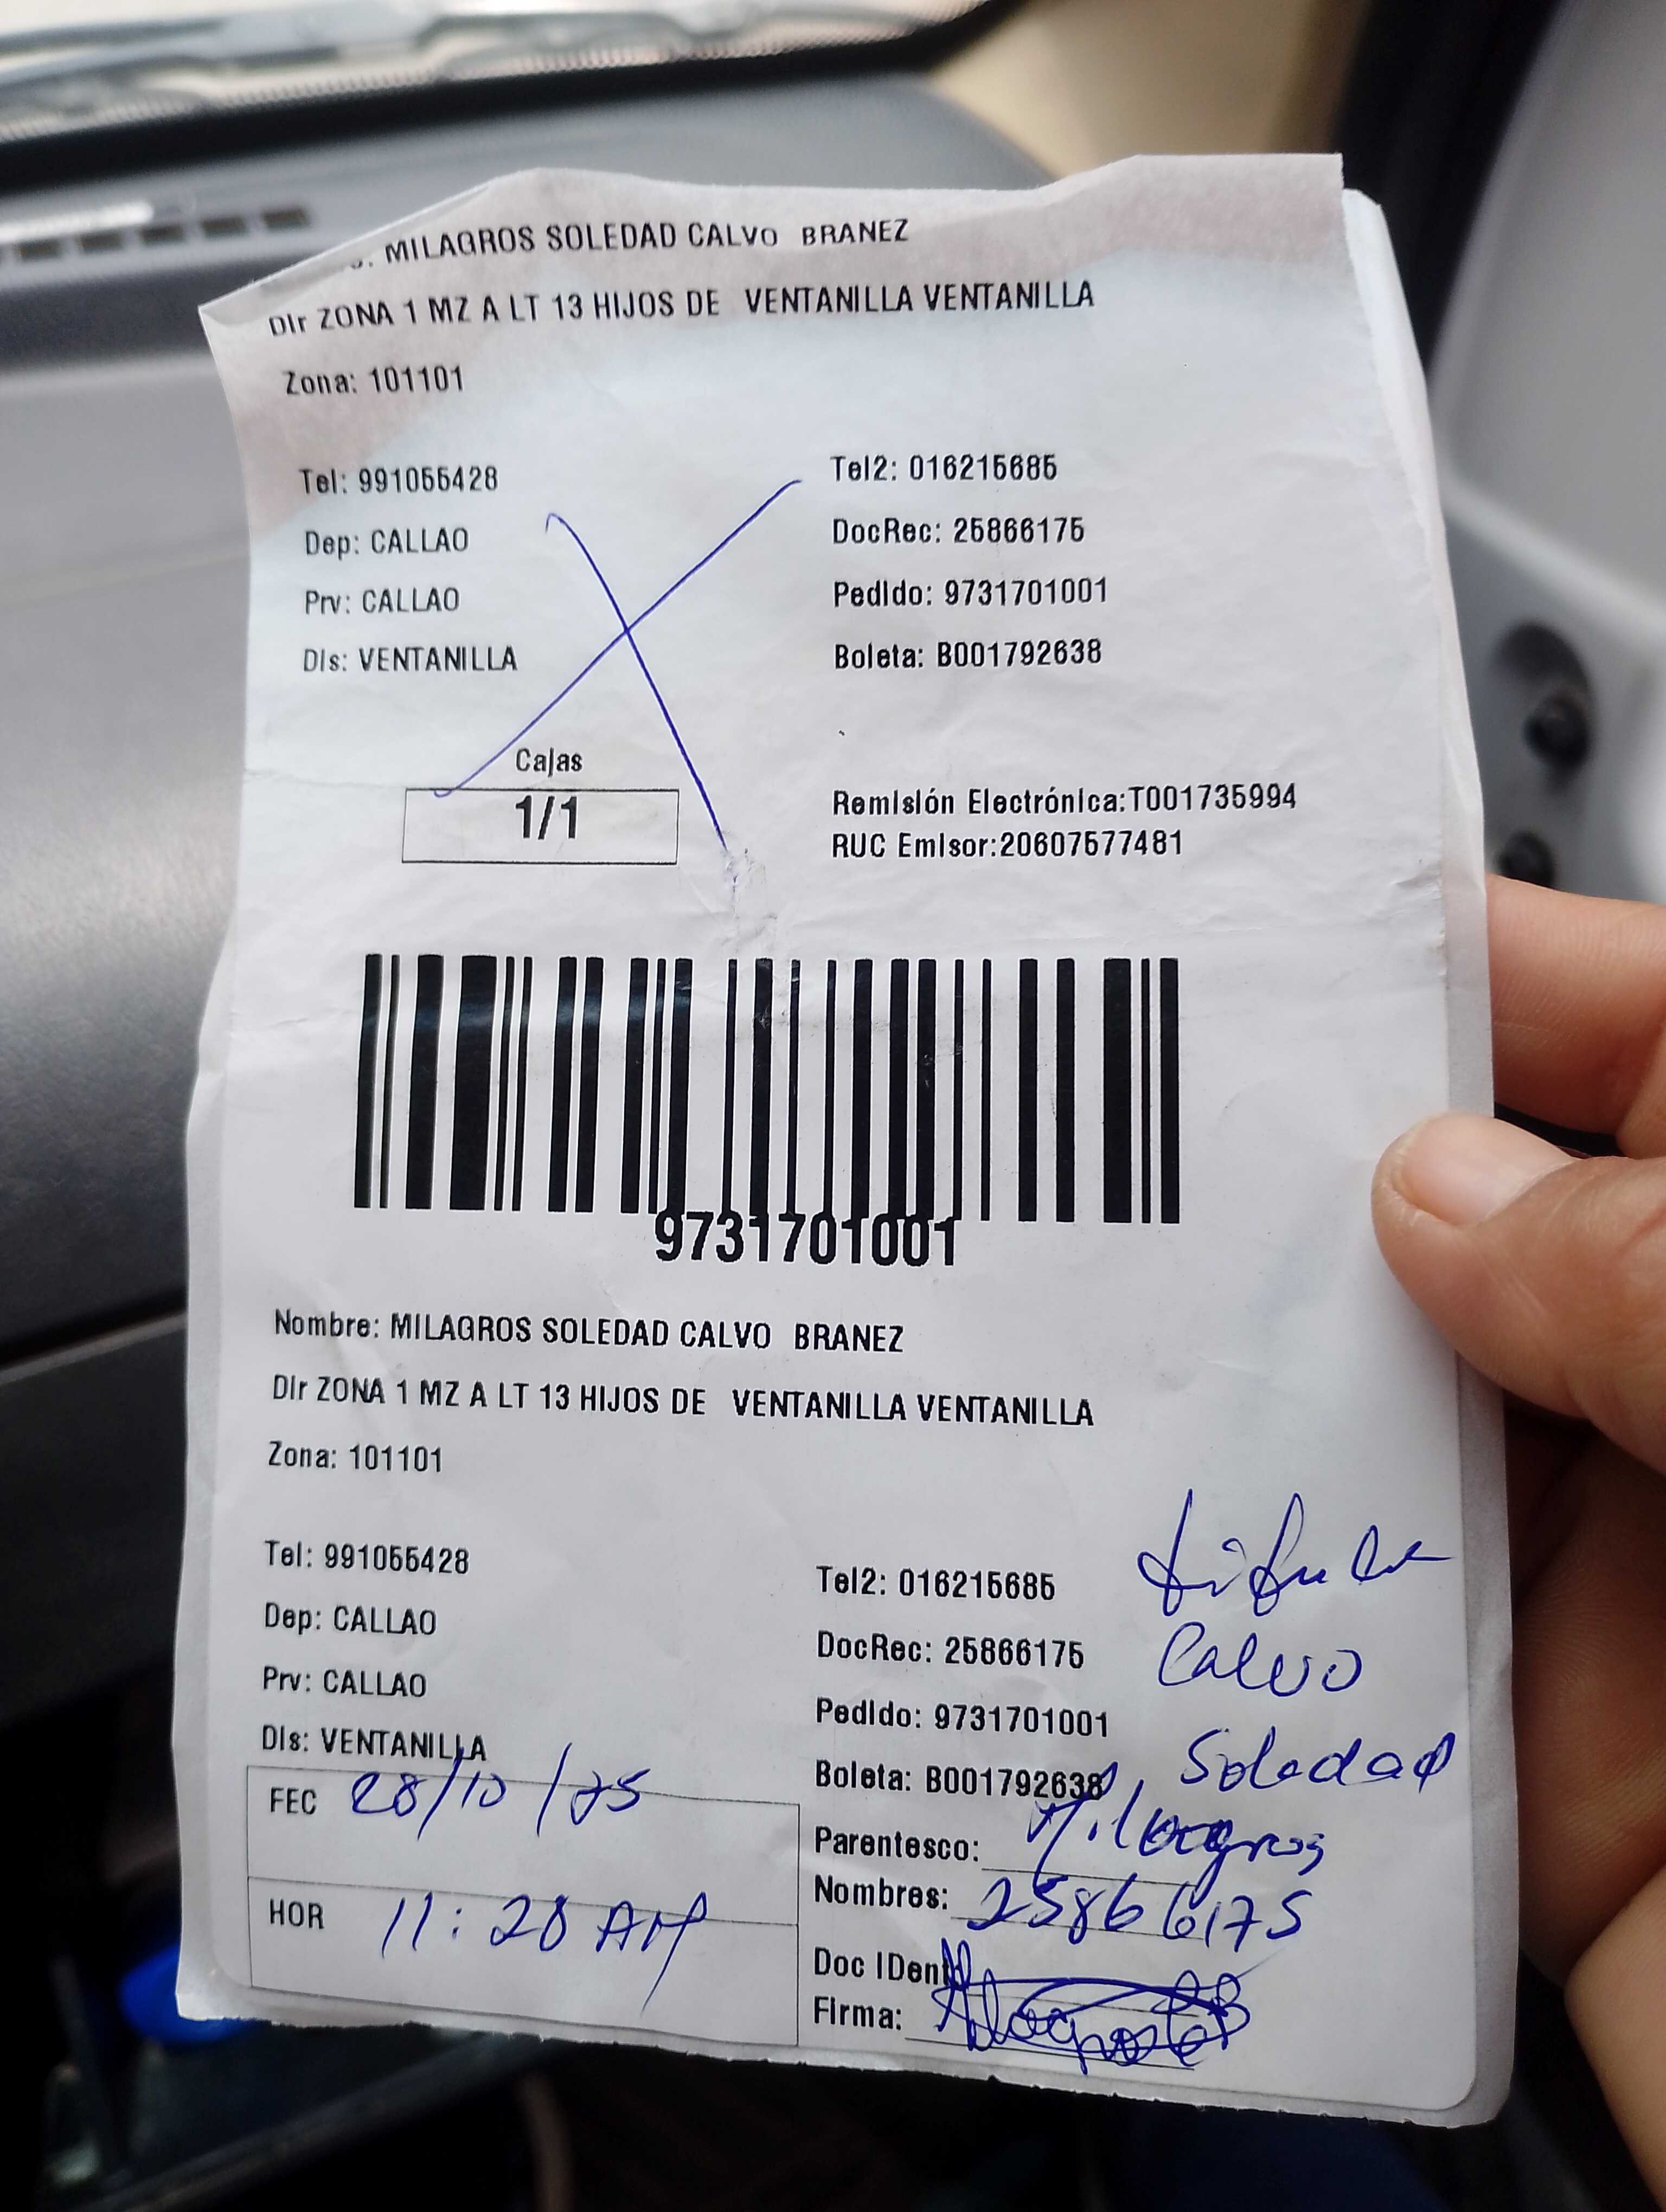 MILAGROS SOLEDAD CALVO BRANEZ
Dir ZONA 1 MZ A LT 13 HIJOS DE VENTANILLA VENTANILLA
Zona: 101101
Tel: 991055428 Tel2: 016215685
Dep: CALLAO DocRec: 25866175
Prv: CALLAO Pedido: 9731701001
Dis: VENTANILLA Boleta: B001792638
Cajas
1/1
Remisión Electrónica:T001735994
RUC Emisor:20607577481
9731701001
Nombre: MILAGROS SOLEDAD CALVO BRANEZ
Dir ZONA 1 MZ A LT 13 HIJOS DE VENTANILLA VENTANILLA
Zona: 101101
Tel: 991055428 Tel2: 016215685 titular
Dep: CALLAO DocRec: 25866175 Calvo
Prv: CALLAO Pedido: 9731701001
Dis: VENTANILLA Boleta: B001792638, Soledad
FEC 28/10/25 Parentesco: Milagros
Nombres: 25866175
HOR 11:28 AM Doc IDent
Firma: